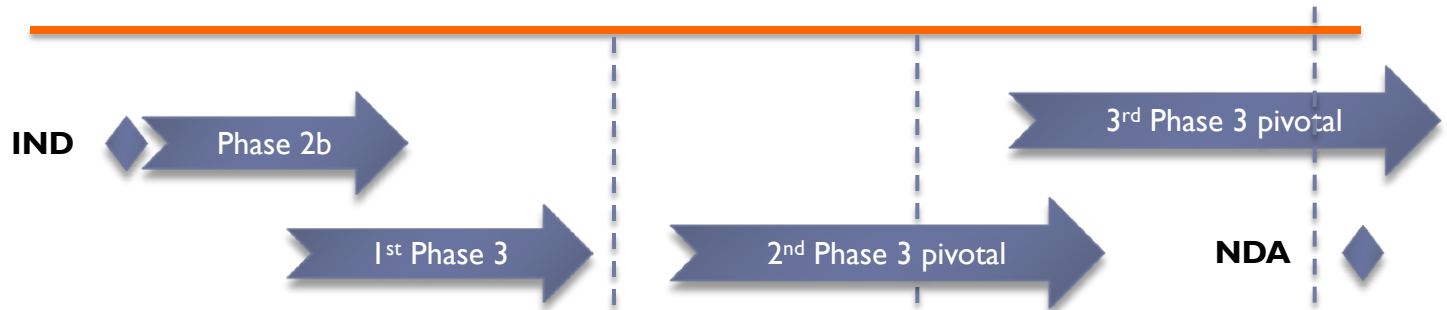 3rd Phase 3 pivotal
IND
Phase 2b
1st Phase 3
2nd Phase 3 pivotal
NDA